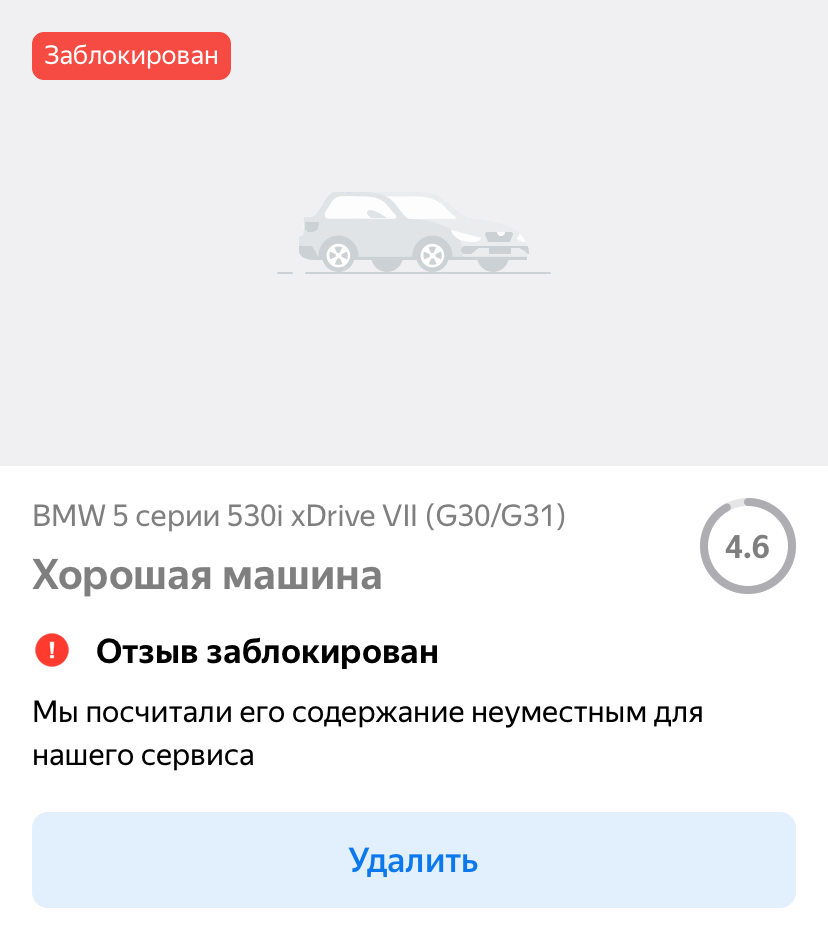 Заблокирован
BMW 5 серии 530i xDrive VII (G30/G31)
4.6
Хорошая машина
! Отзыв заблокирован
Мы посчитали его содержание неуместным для
нашего сервиса
Удалить